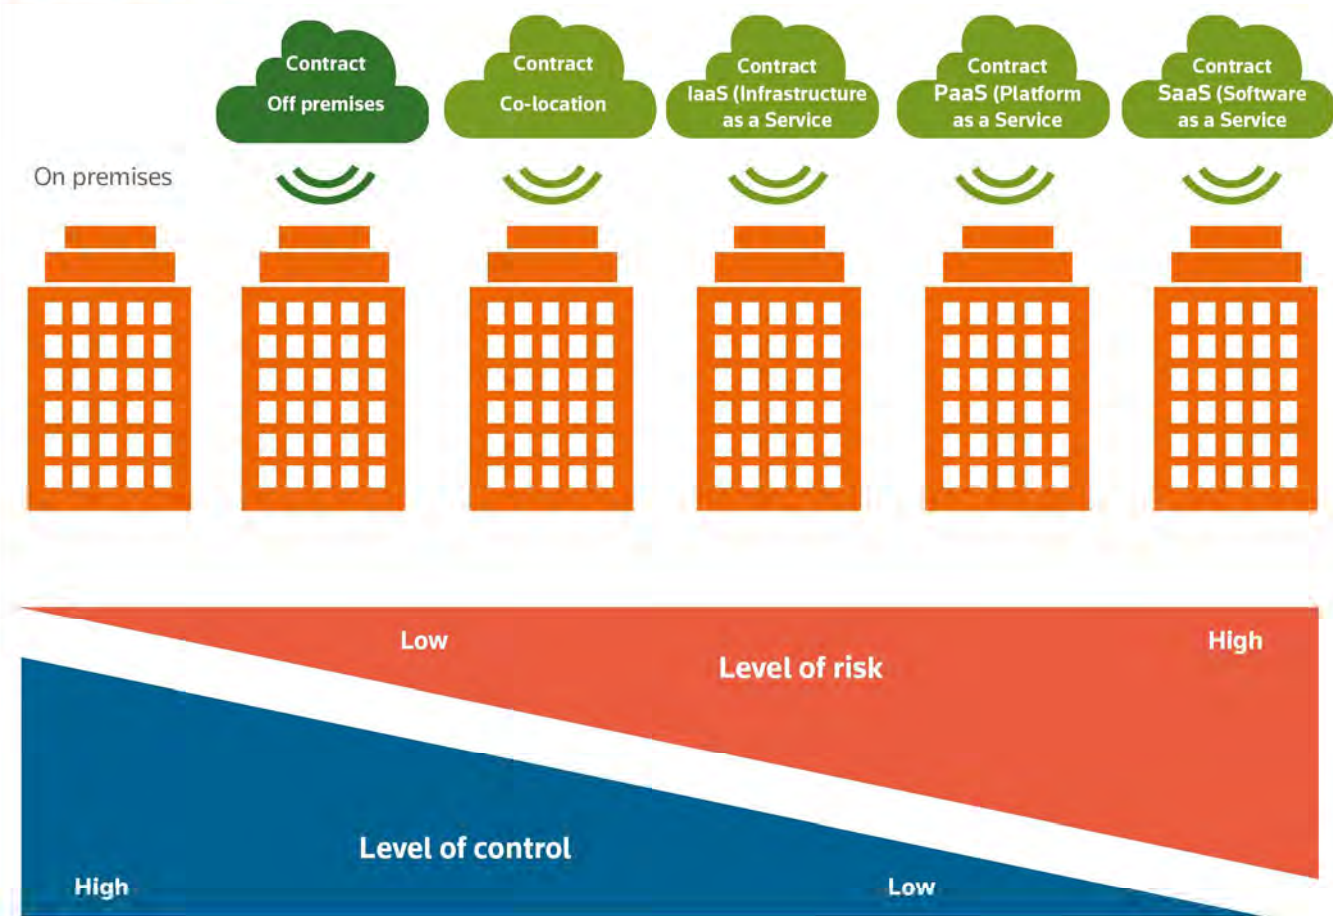 Contract
Off premises
Contract
Co-location
Contract
IaaS (Infrastructure
as a Service
Contract
PaaS (Platform
as a Service
Contract
SaaS (Software
as a Service
On premises
Low
High
Level of risk
Level of control
High
Low